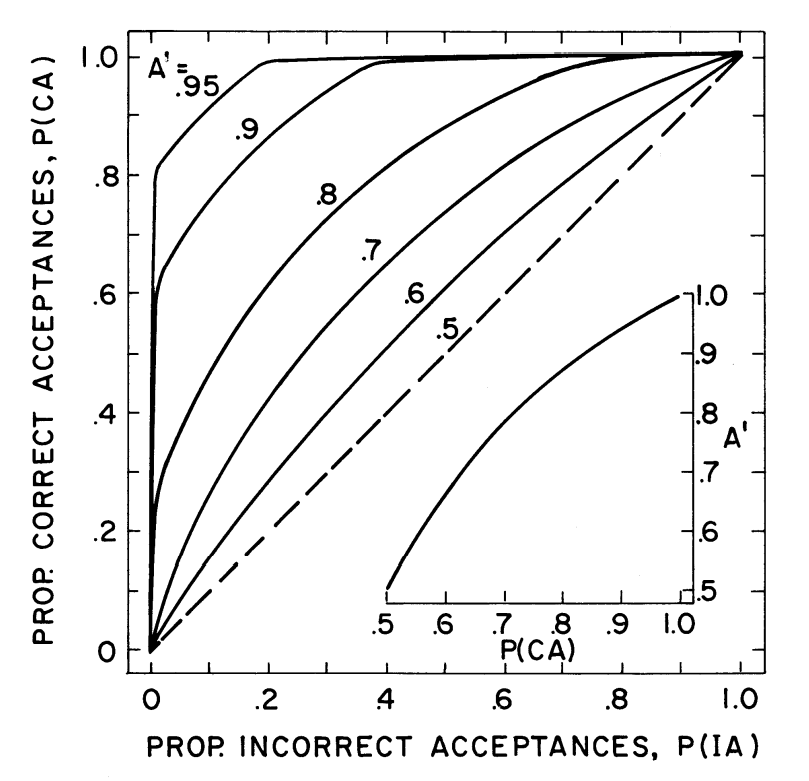 PROP. CORRECT ACCEPTANCES, P(CA)
1.0
.8
.6
.4
.2
0
A' =
.95
.9
.8
.7
.6
.5
1.0
.9
.8
A'
.7
.6
.5
.5 .6 .7 .8 .9 1.0
P(CA)
0 .2 .4 .6 .8 1.0
PROP. INCORRECT ACCEPTANCES, P(IA)